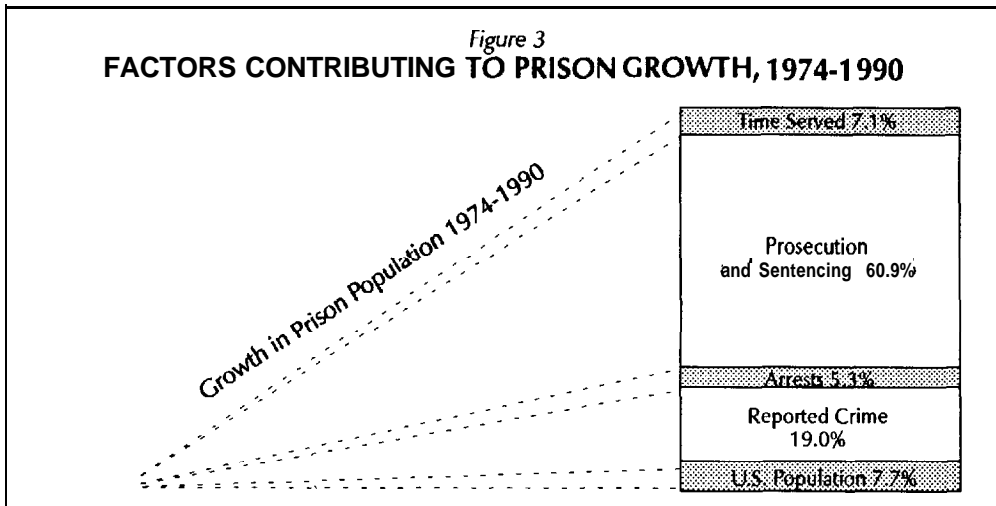 Figure 3
FACTORS CONTRIBUTING TO PRISON GROWTH, 1974-1990
Time Served 7.1%
Growth in Prison Population 1974-1990
Prosecution
and Sentencing 60.9%
Arrests 5.3%
Reported Crime
19.0%
U.S. Population 7.7%